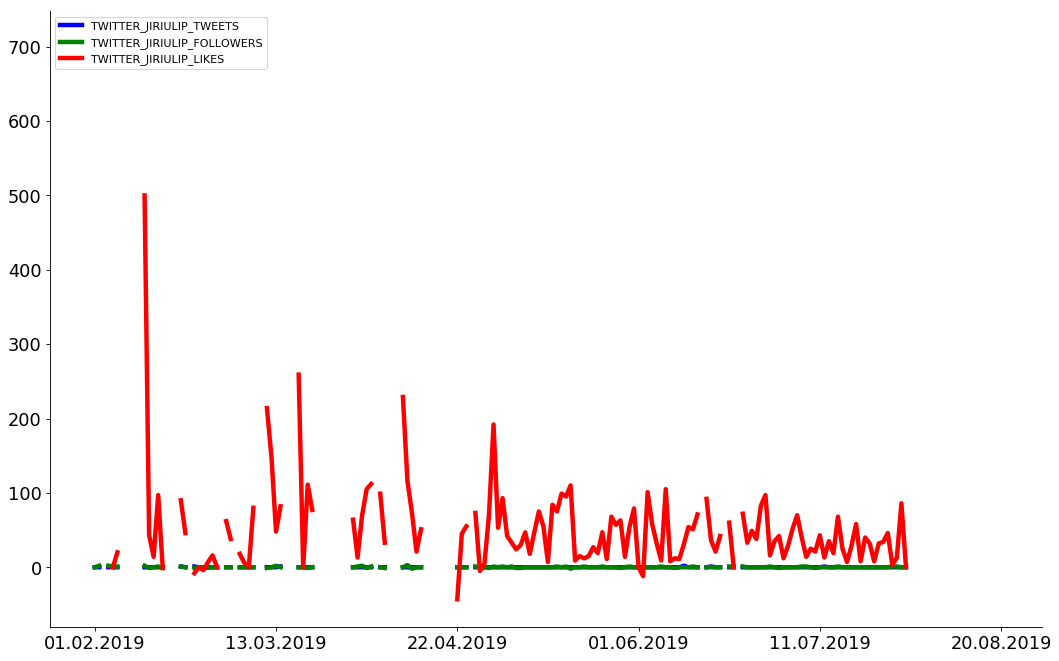 TWITTER_JIRIULIP_TWEETS
TWITTER_JIRIULIP_FOLLOWERS
TWITTER_JIRIULIP_LIKES
700
600
500
400
300
200
100
0
01.02.2019 13.03.2019 22.04.2019 01.06.2019 11.07.2019 20.08.2019